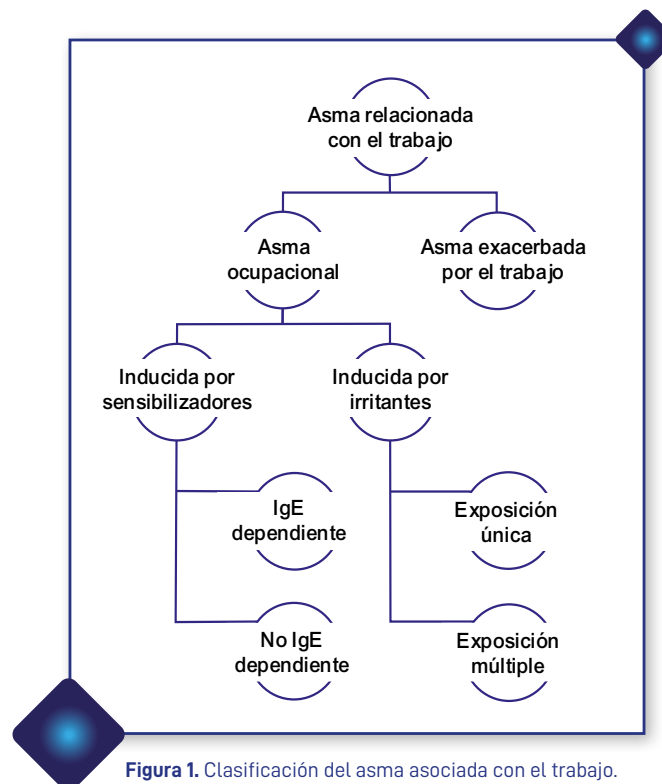 Asma relacionada
con el trabajo
Asma
ocupacional
Asma exacerbada
por el trabajo
Inducida por
sensibilizadores
Inducida por
irritantes
IgE
dependiente
Exposición
única
No IgE
dependiente
Exposición
múltiple
Figura 1. Clasificación del asma asociada con el trabajo.